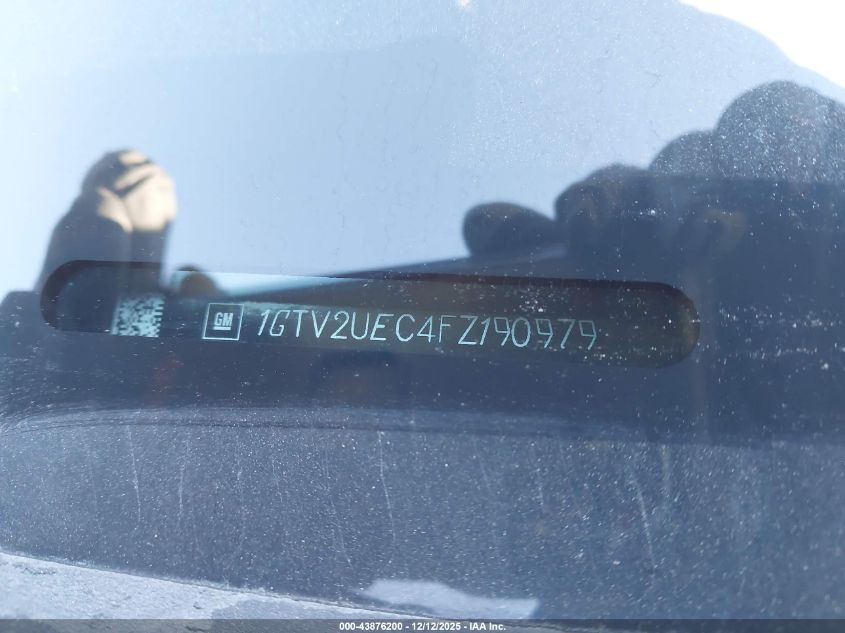 GM 1GTV2UEC4FZ190979
000-43876200 - 12/12/2025 - IAA Inc.